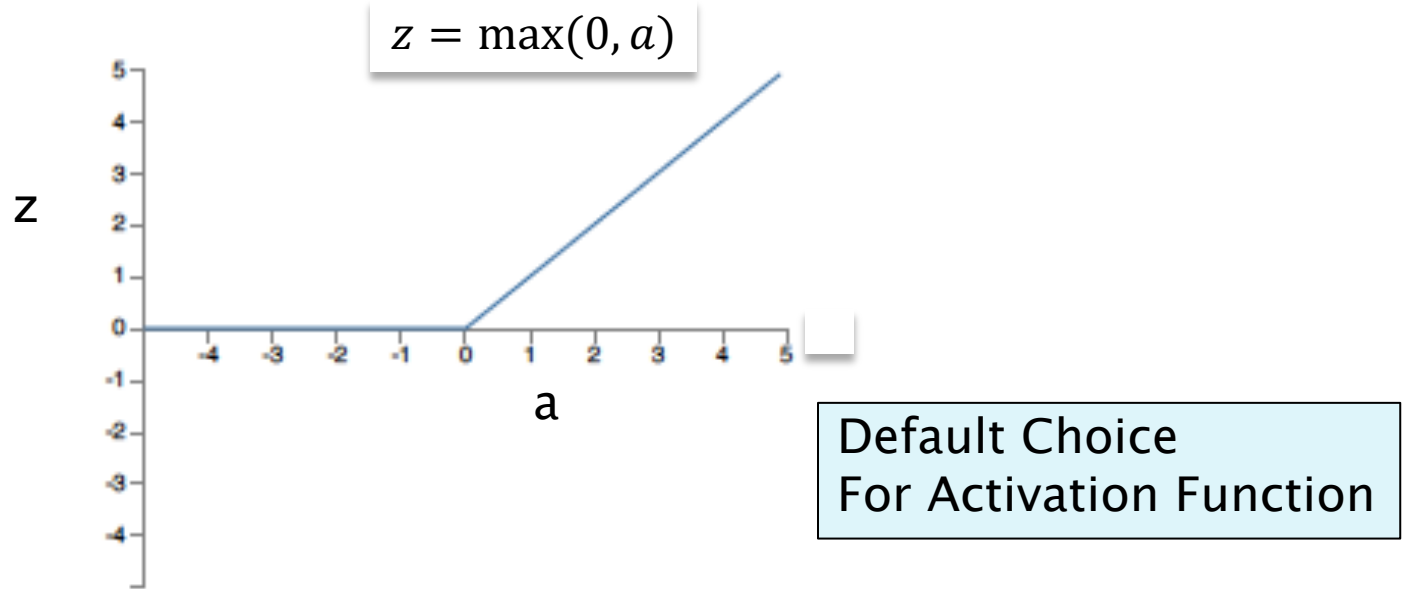 z = max(0, a)
5
4
3
2
1
0
-1
-2
-3
-4
z
-4 -3 -2 -1 0 1 2 3 4 5
a
Default Choice
For Activation Function